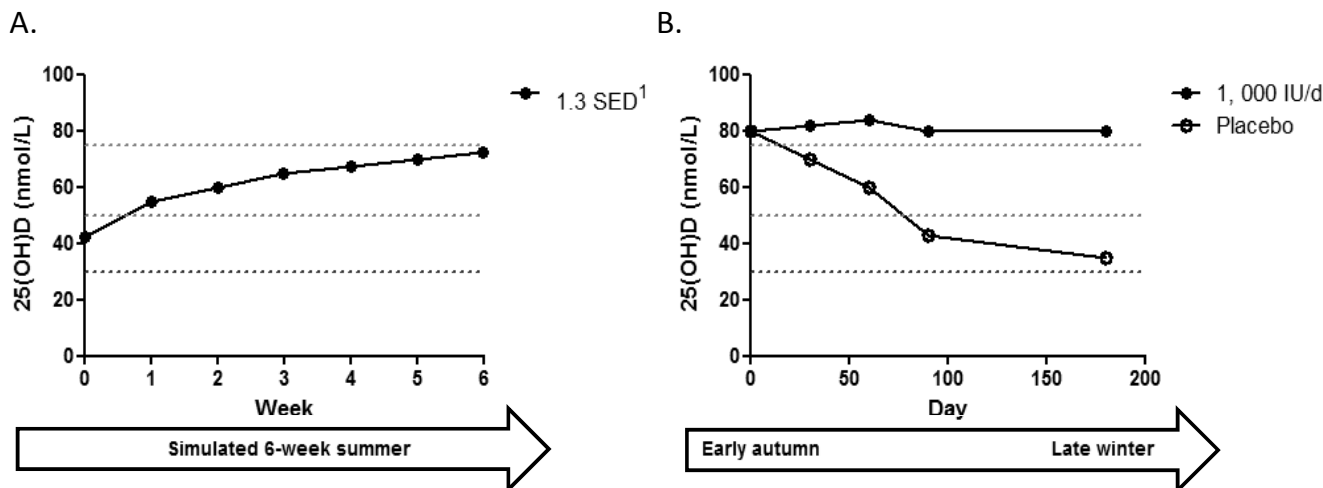 A.
25(OH)D (nmol/L)
100
80
60
40
20
0
0 1 2 3 4 5 6
Week
1.3 SED¹
Simulated 6-week summer
B.
25(OH)D (nmol/L)
100
80
60
40
20
0
0 50 100 150 200
Day
1, 000 IU/d
Placebo
Early autumn Late winter